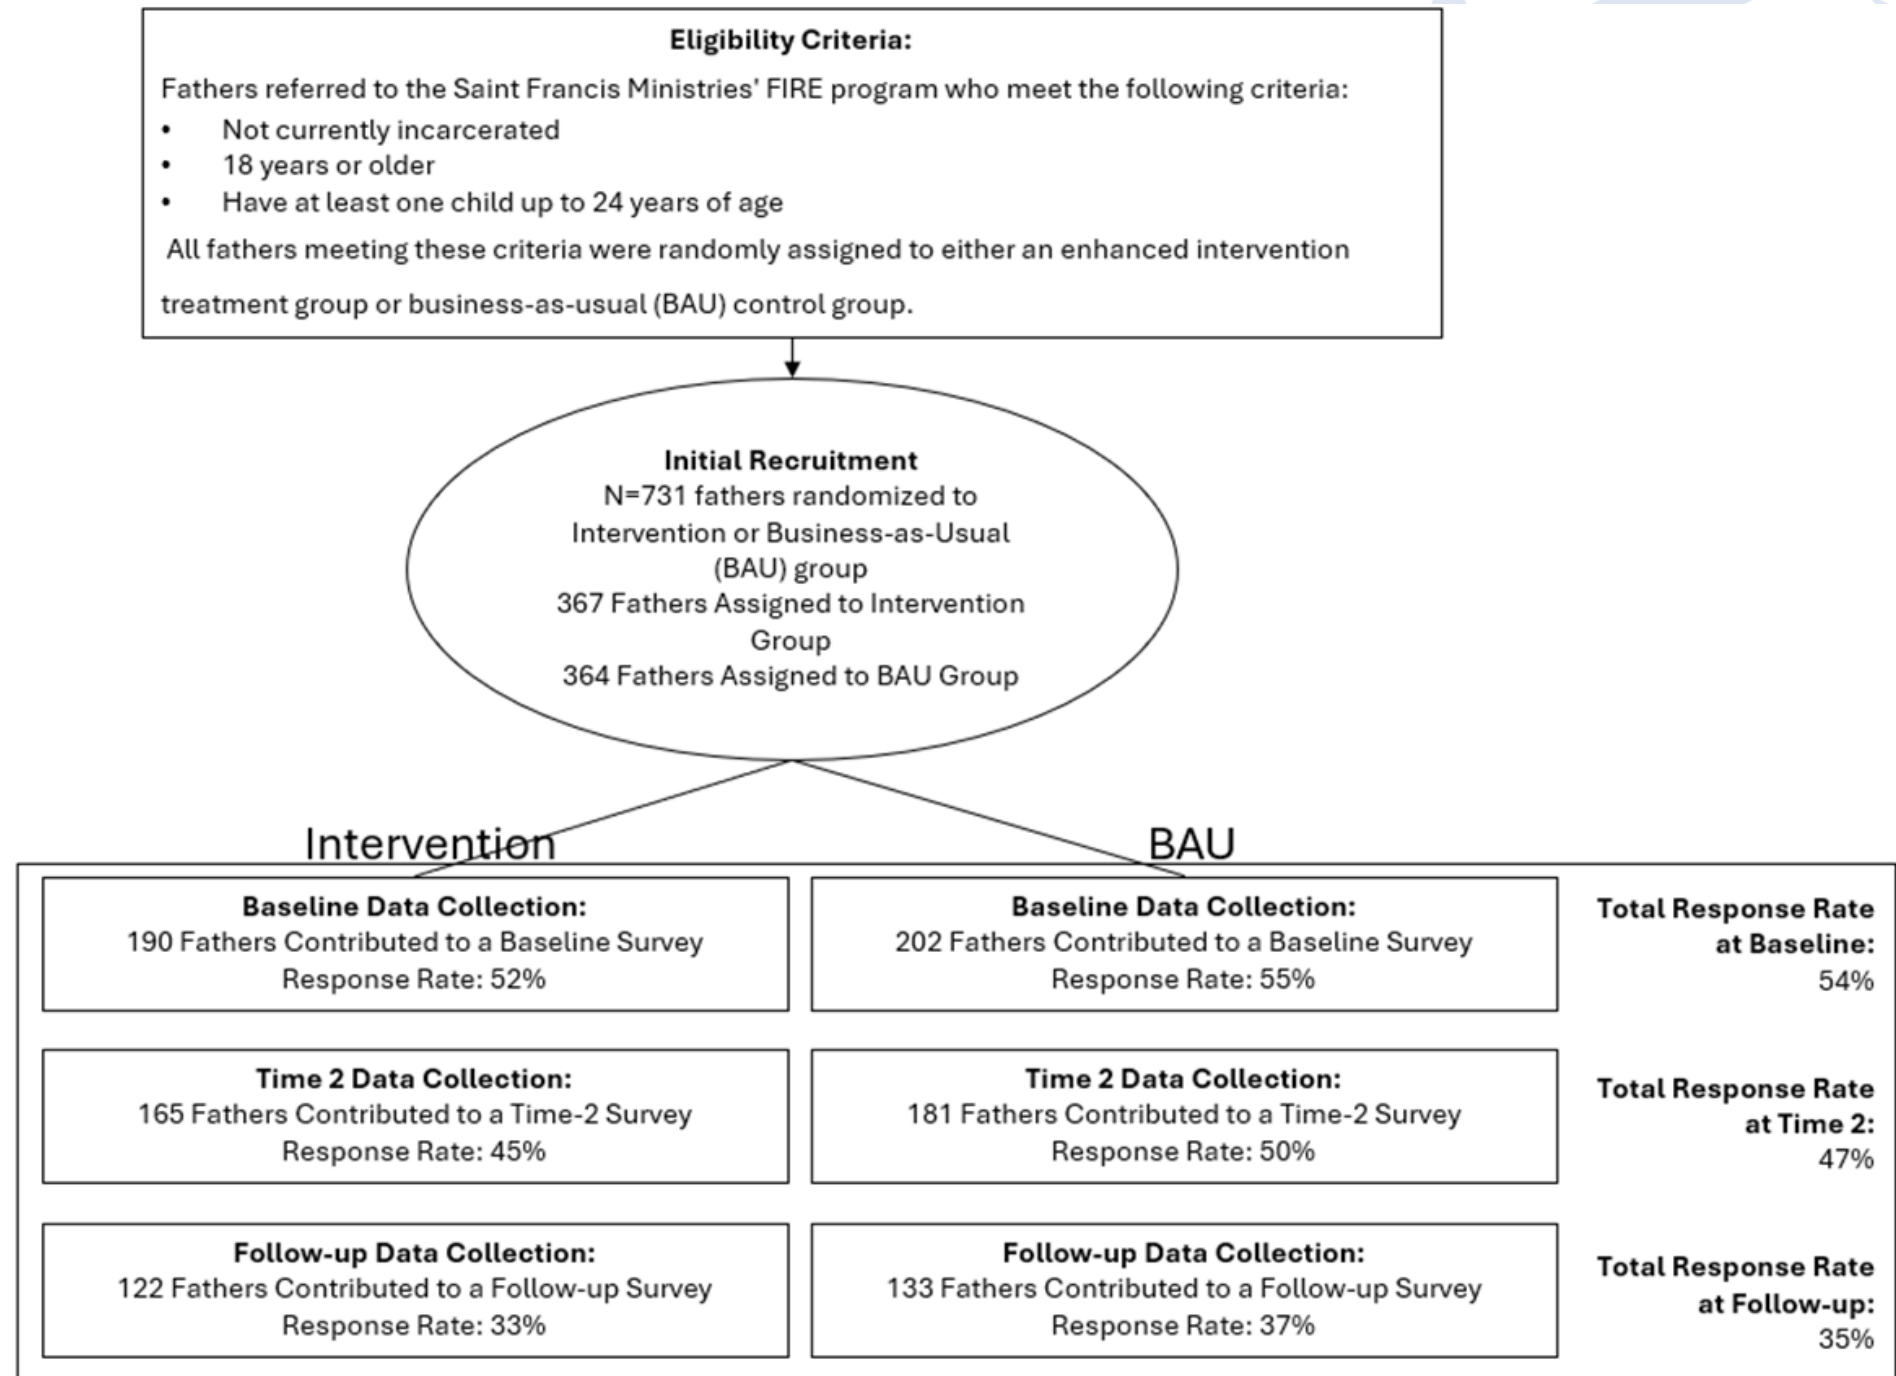 Eligibility Criteria:
Fathers referred to the Saint Francis Ministries' FIRE program who meet the following criteria:
• Not currently incarcerated
• 18 years or older
• Have at least one child up to 24 years of age
All fathers meeting these criteria were randomly assigned to either an enhanced intervention
treatment group or business-as-usual (BAU) control group.
Initial Recruitment
N=731 fathers randomized to
Intervention or Business-as-Usual
(BAU) group
367 Fathers Assigned to Intervention
Group
364 Fathers Assigned to BAU Group
Intervention
BAU
Baseline Data Collection:
190 Fathers Contributed to a Baseline Survey
Response Rate: 52%
Baseline Data Collection:
202 Fathers Contributed to a Baseline Survey
Response Rate: 55%
Total Response Rate
at Baseline:
54%
Time 2 Data Collection:
165 Fathers Contributed to a Time-2 Survey
Response Rate: 45%
Time 2 Data Collection:
181 Fathers Contributed to a Time-2 Survey
Response Rate: 50%
Total Response Rate
at Time 2:
47%
Follow-up Data Collection:
122 Fathers Contributed to a Follow-up Survey
Response Rate: 33%
Follow-up Data Collection:
133 Fathers Contributed to a Follow-up Survey
Response Rate: 37%
Total Response Rate
at Follow-up:
35%